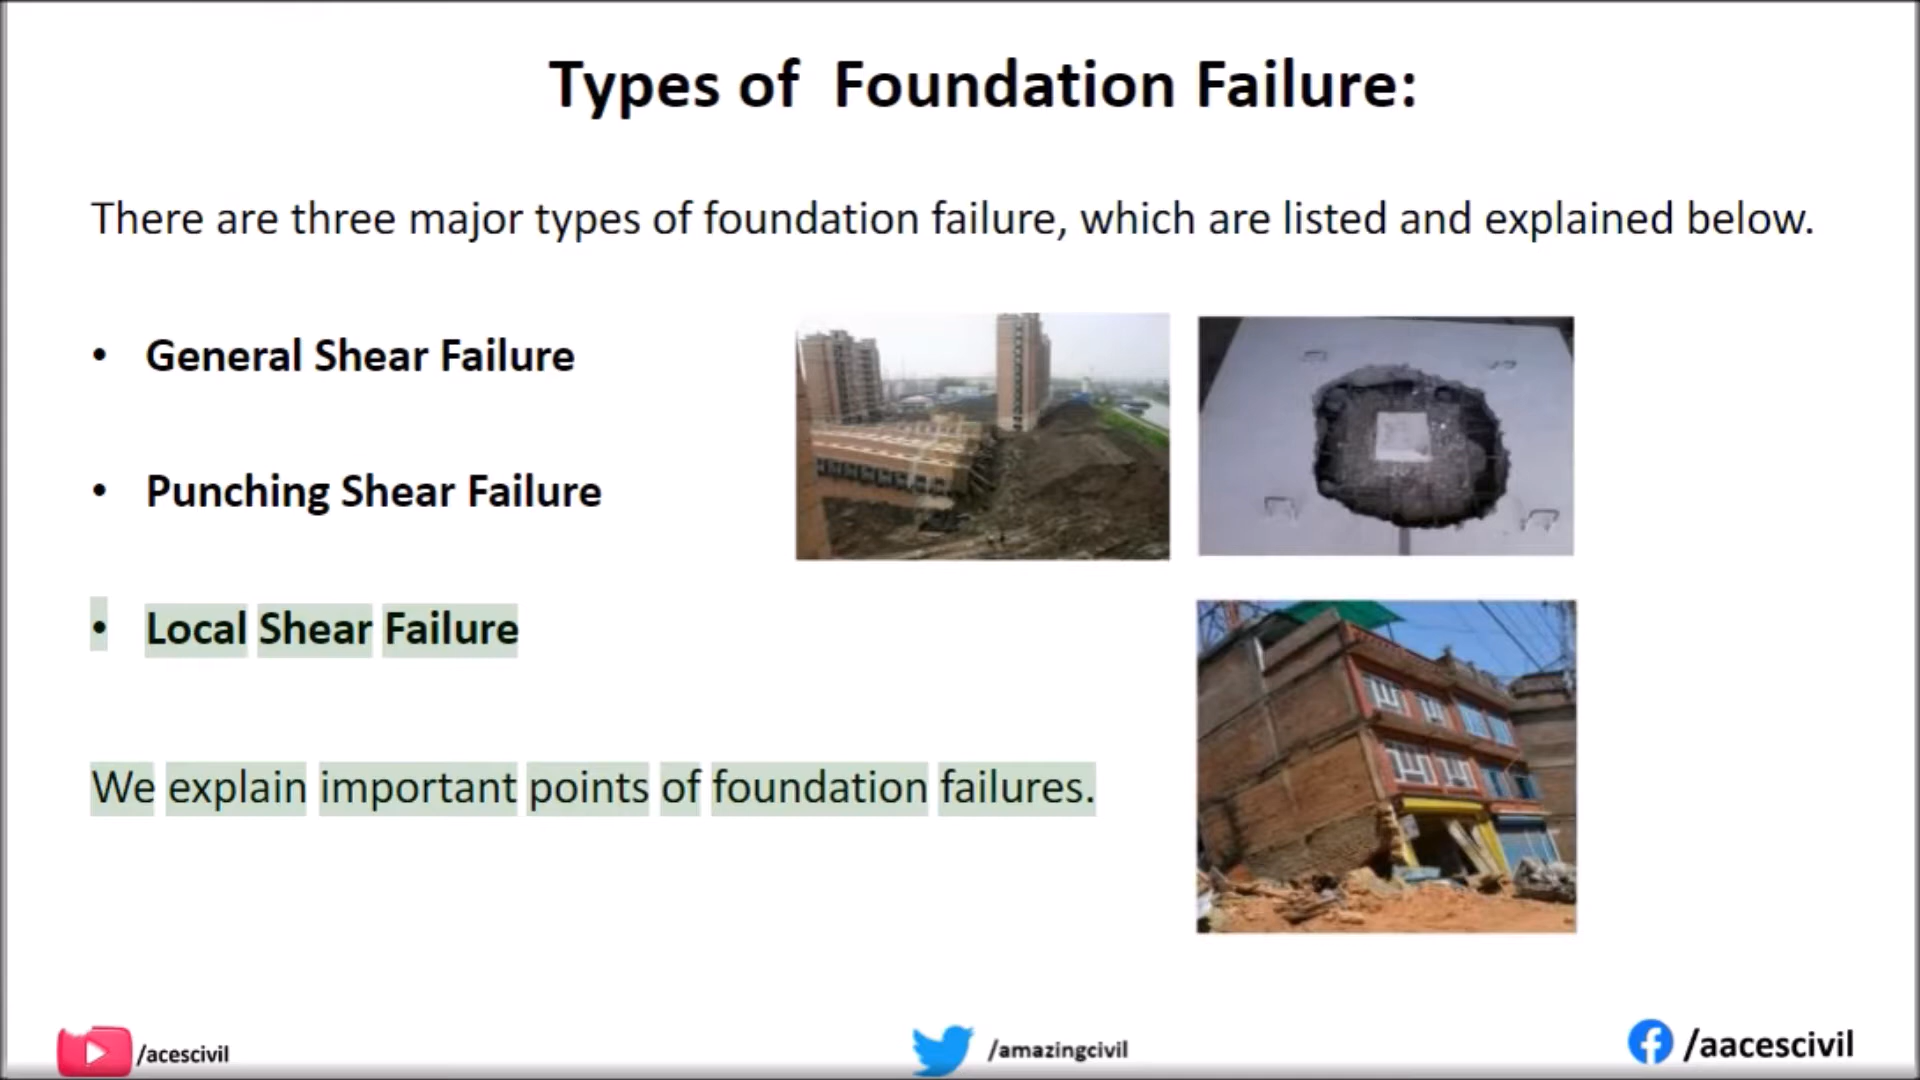 Types of Foundation Failure:
There are three major types of foundation failure, which are listed and explained below.
• General Shear Failure
• Punching Shear Failure
• Local Shear Failure
We explain important points of foundation failures.
/acescivil
/amazingcivil
/aacescivil